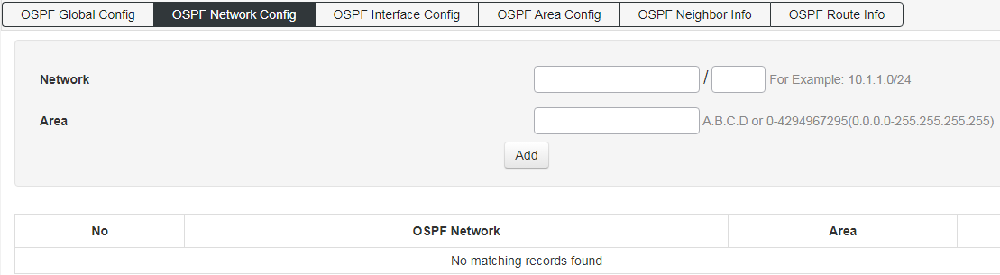 OSPF Global Config OSPF Network Config OSPF Interface Config OSPF Area Config OSPF Neighbor Info OSPF Route Info
Network / For Example: 10.1.1.0/24
Area A.B.C.D or 0-4294967295(0.0.0.0-255.255.255.255)
Add
No OSPF Network Area
No matching records found